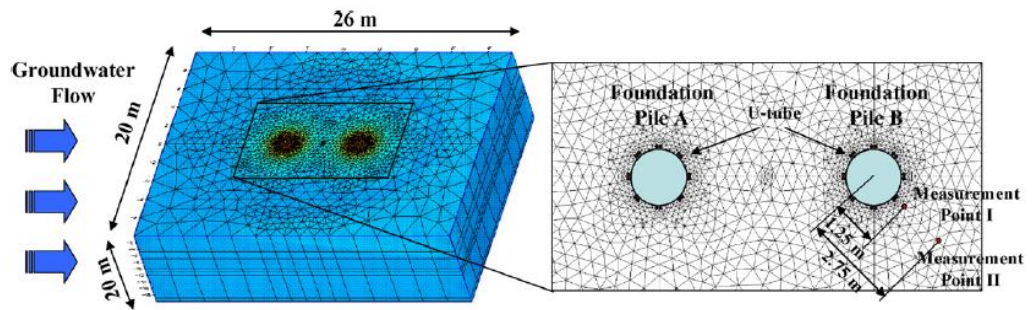 26 m
Groundwater
Flow
20 m
20 m
Foundation
Pile A
U-tube
Foundation
Pile B
Measurement
Point I
1.25 m
2.75 m
Measurement
Point II